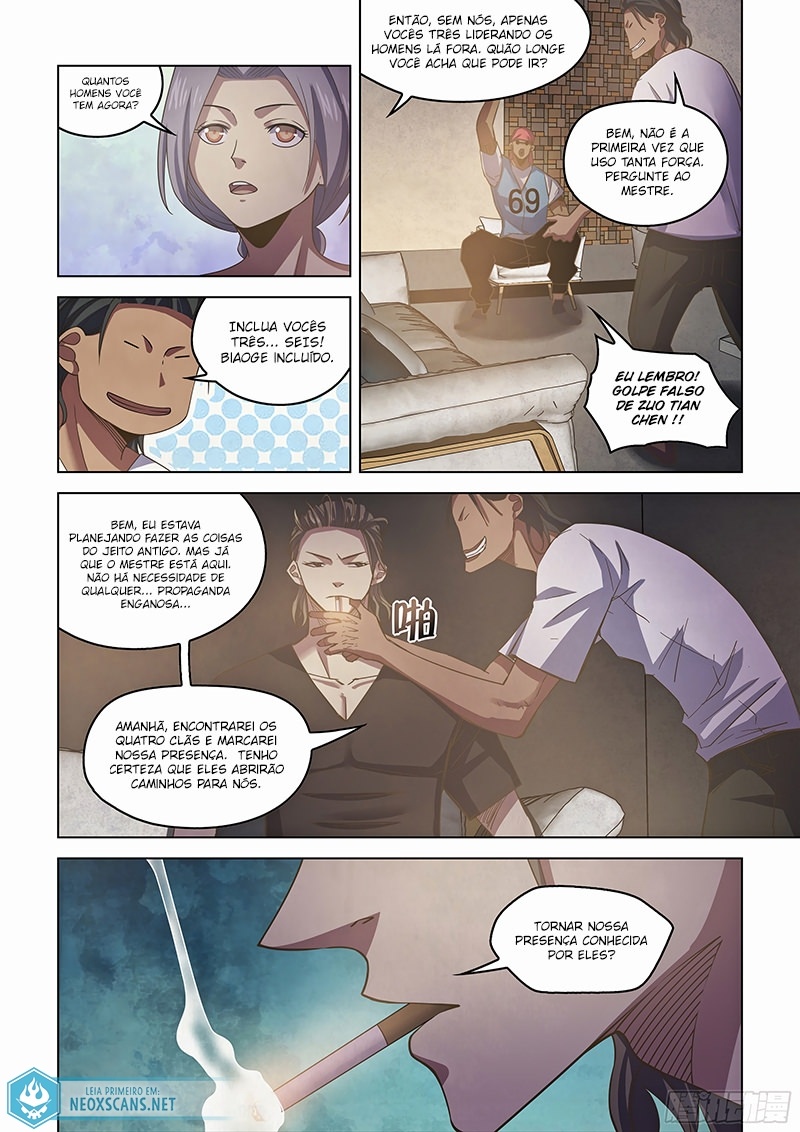 QUANTOS
HOMENS VOCÊ
TEM AGORA?
INCLUA VOCÊS
TRÊS... SEIS!
BIAOGE INCLUÍDO.
ENTÃO, SEM NÓS, APENAS
VOCÊS TRÊS LIDERANDO OS
HOMENS LÁ FORA. QUÃO LONGE
VOCÊ ACHA QUE PODE IR?
BEM, NÃO É A
PRIMEIRA VEZ QUE
USO TANTA FORÇA.
PERGUNTE AO
MESTRE.
69
EU LEMBRO!
GOLPE FALSO
DE ZUO TIAN
CHEN !!
BEM, EU ESTAVA
PLANEJANDO FAZER AS COISAS
DO JEITO ANTIGO. MAS JÁ
QUE O MESTRE ESTÁ AQUI.
NÃO HÁ NECESSIDADE DE
QUALQUER... PROPAGANDA
ENGANOSA...
啪
AMANHÃ, ENCONTRAREI OS
QUATRO CLÃS E MARCAREI
NOSSA PRESENÇA. TENHO
CERTEZA QUE ELES ABRIRÃO
CAMINHOS PARA NÓS.
TORNAR NOSSA
PRESENÇA CONHECIDA
POR ELES?
LEIA PRIMEIRO EM:
NEOXSCANS.NET
腾讯动漫